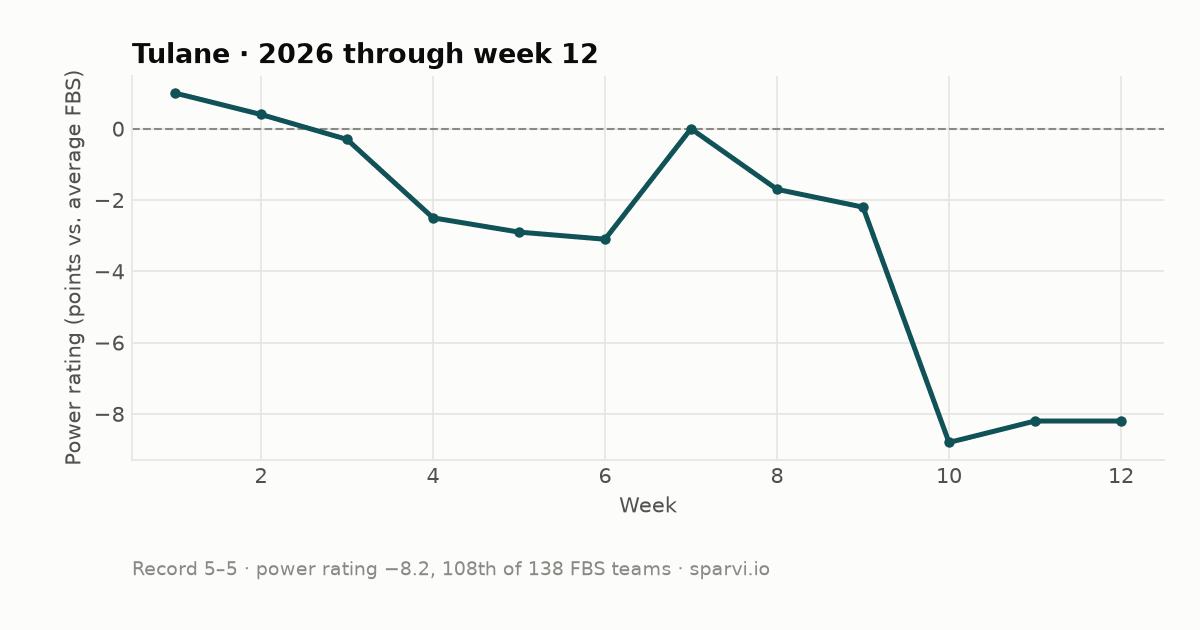 Tulane · 2026 through week 12
Power rating (points vs. average FBS)
0
−2
−4
−6
−8
2 4 6 8 10 12
Week
Record 5–5 · power rating −8.2, 108th of 138 FBS teams · sparvi.io